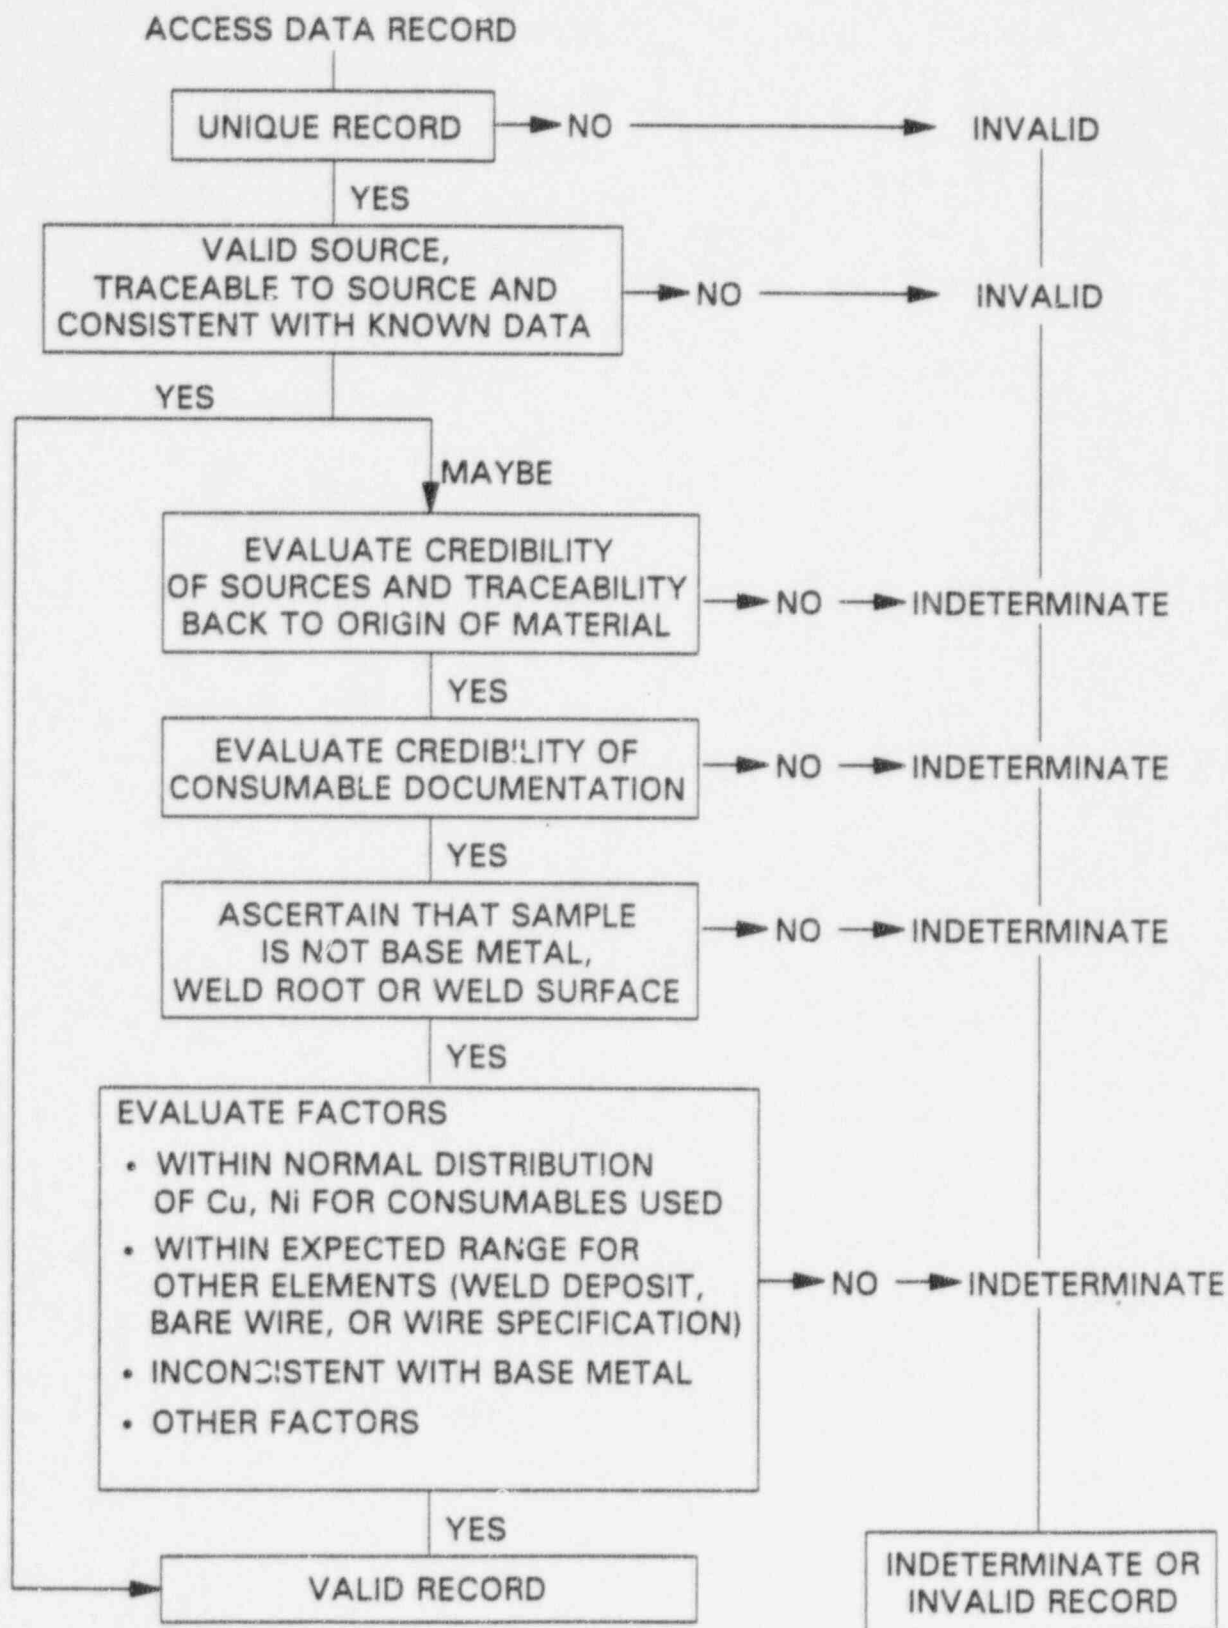 ACCESS DATA RECORD
UNIQUE RECORD
NO
INVALID
YES
VALID SOURCE,
TRACEABLE TO SOURCE AND
CONSISTENT WITH KNOWN DATA
NO
INVALID
YES
MAYBE
EVALUATE CREDIBILITY
OF SOURCES AND TRACEABILITY
BACK TO ORIGIN OF MATERIAL
NO
INDETERMINATE
YES
EVALUATE CREDIBILITY OF
CONSUMABLE DOCUMENTATION
NO
INDETERMINATE
YES
ASCERTAIN THAT SAMPLE
IS NOT BASE METAL,
WELD ROOT OR WELD SURFACE
NO
INDETERMINATE
YES
EVALUATE FACTORS
• WITHIN NORMAL DISTRIBUTION
OF Cu, Ni FOR CONSUMABLES USED
• WITHIN EXPECTED RANGE FOR
OTHER ELEMENTS (WELD DEPOSIT,
BARE WIRE, OR WIRE SPECIFICATION)
• INCONSISTENT WITH BASE METAL
• OTHER FACTORS
NO
INDETERMINATE
YES
VALID RECORD
INDETERMINATE OR
INVALID RECORD